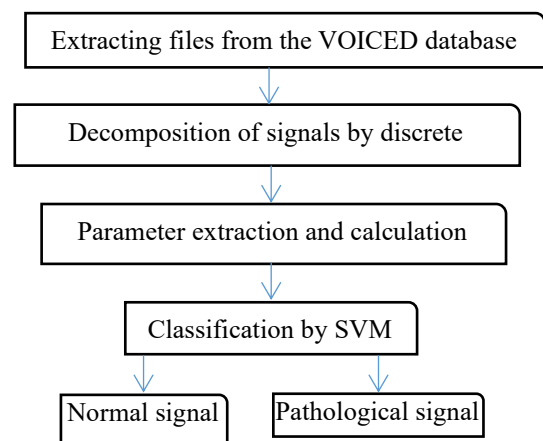 Extracting files from the VOICED database
Decomposition of signals by discrete
Parameter extraction and calculation
Classification by SVM
Normal signal
Pathological signal